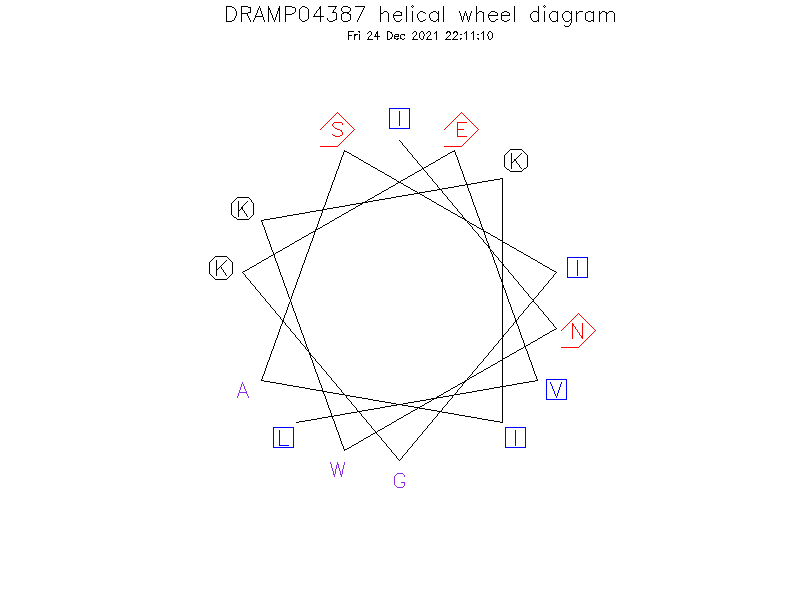 DRAMP04387 helical wheel diagram
Fri 24 Dec 2021 22:11:10
S I E
K
K
K I
N
A V
L I
W
G